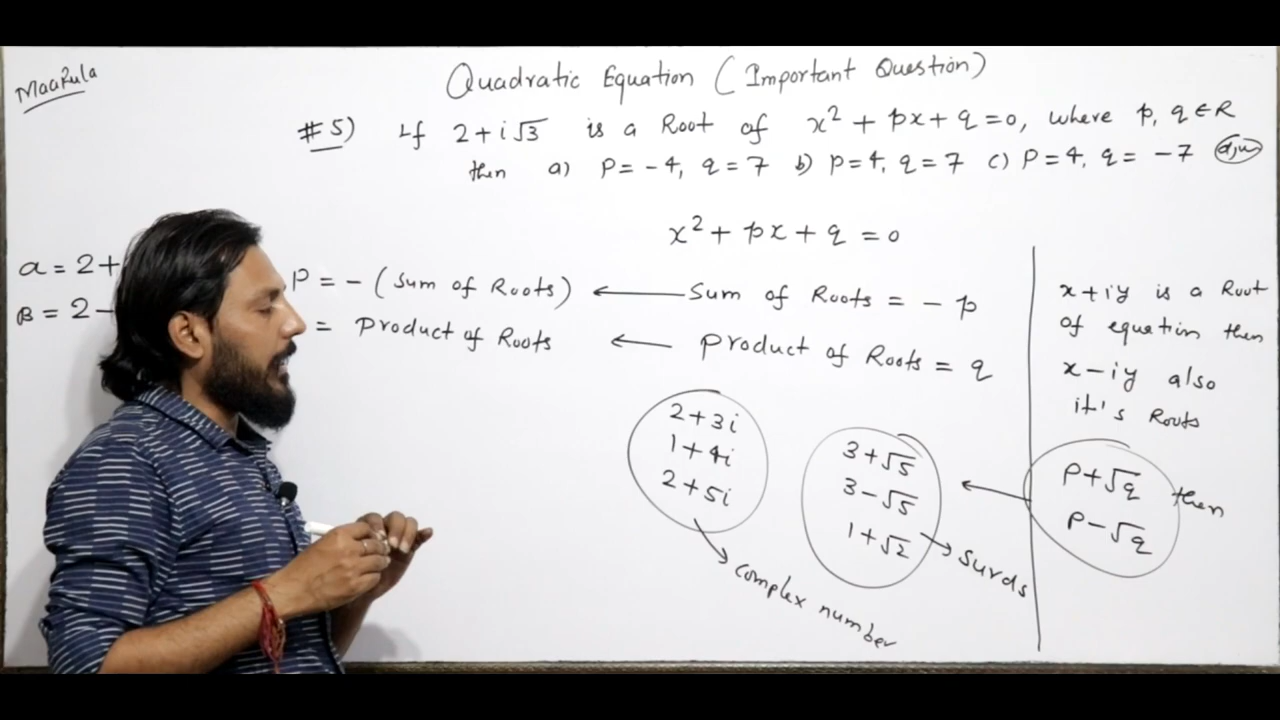 MaaRula
Quadratic Equation (Important Question)
# 5) If 2+i√3 is a Root of x² + px + q = 0, where p, q ∈ R
then a) P = -4, q = 7 b) P = 4, q = 7 c) P = 4, q = -7
x² + px + q = 0
α = 2+
β = 2-
P = - (Sum of Roots) ← Sum of Roots = - p
= Product of Roots ← Product of Roots = q
2+3i
1+4i
2+5i
complex number
3+√5
3-√5
1+√2
Surds
x+iy is a Root
of equation then
x-iy also
it's Roots
P+√q then
P-√q